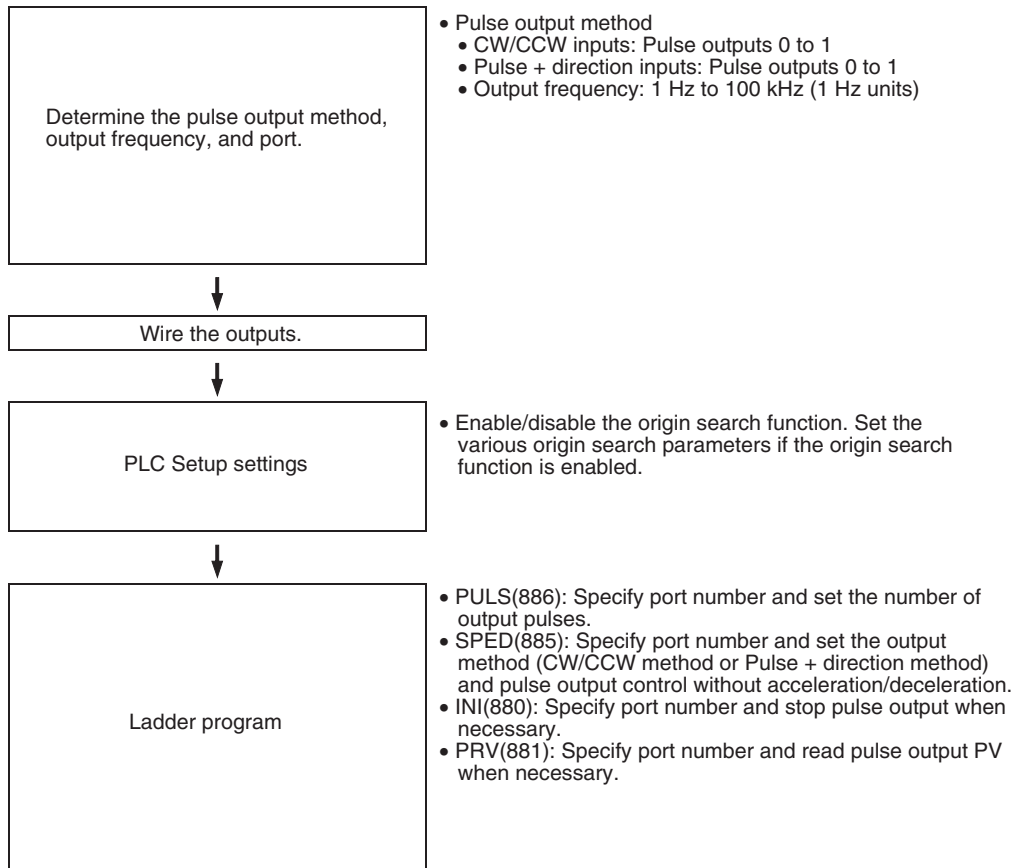 Determine the pulse output method,
output frequency, and port.
• Pulse output method
• CW/CCW inputs: Pulse outputs 0 to 1
• Pulse + direction inputs: Pulse outputs 0 to 1
• Output frequency: 1 Hz to 100 kHz (1 Hz units)
Wire the outputs.
PLC Setup settings
• Enable/disable the origin search function. Set the
various origin search parameters if the origin search
function is enabled.
Ladder program
• PULS(886): Specify port number and set the number of
output pulses.
• SPED(885): Specify port number and set the output
method (CW/CCW method or Pulse + direction method)
and pulse output control without acceleration/deceleration.
• INI(880): Specify port number and stop pulse output when
necessary.
• PRV(881): Specify port number and read pulse output PV
when necessary.